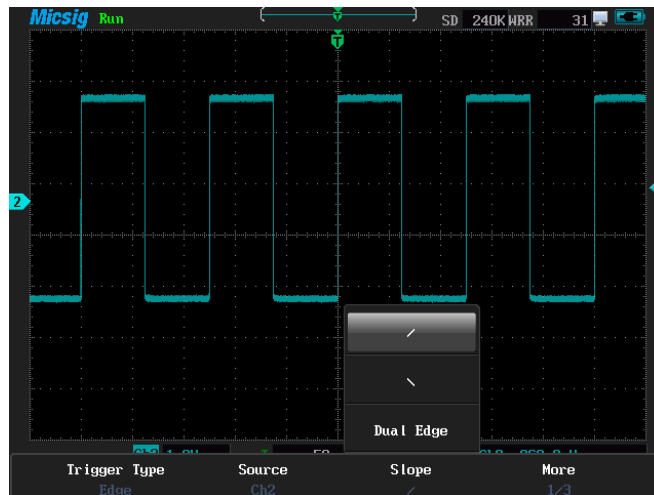 Micsig Run SD 240K WRR 31
T
T
2
Dual Edge
Trigger Type Source Slope More
Edge Ch2 1/3